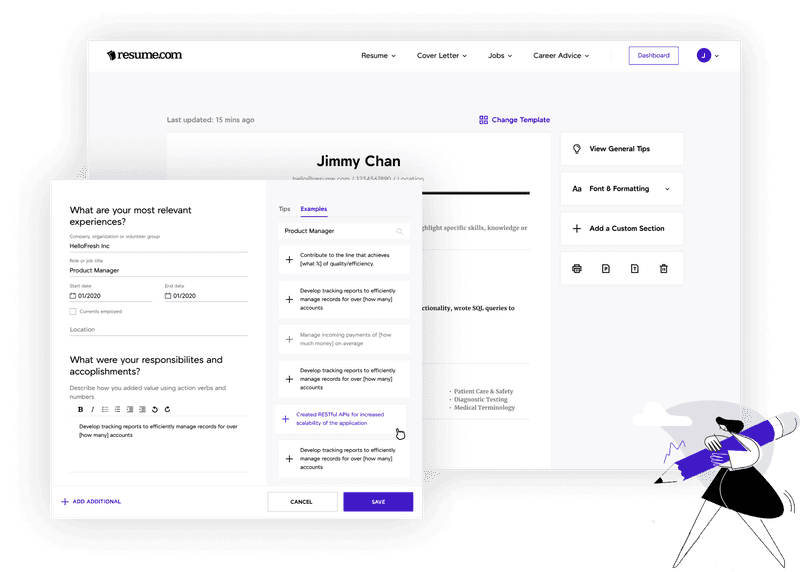 resume.com
Resume
Cover Letter
Jobs
Career Advice
Dashboard
J
Last updated: 15 mins ago
Change Template
Jimmy Chan
hello@resume.com / 1234567890 / Location
hlight specific skills, knowledge or
ctionality, wrote SQL queries to
• Patient Care & Safety
• Diagnostic Testing
• Medical Terminology
View General Tips
Aa Font & Formatting
Add a Custom Section
What are your most relevant
experiences?
Company, organization or volunteer group
HelloFresh Inc
Role or job title
Product Manager
Start date
End date
01/2020
01/2020
Currently employed
Location
What were your responsibilites and
accoplishments?
Describe how you added value using action verbs and
numbers
B I
Develop tracking reports to efficiently manage records for over
[how many] accounts
ADD ADDITIONAL
Tips
Examples
Product Manager
Contribute to the line that achieves
[what %] of quality/efficiency.
Develop tracking reports to efficiently
manage records for over [how many]
accounts
Manage incoming payments of [how
much money] on average
Develop tracking reports to efficiently
manage records for over [how many]
accounts
Created RESTful APIs for increased
scalability of the application
Develop tracking reports to efficiently
manage records for over [how many]
accounts
CANCEL
SAVE